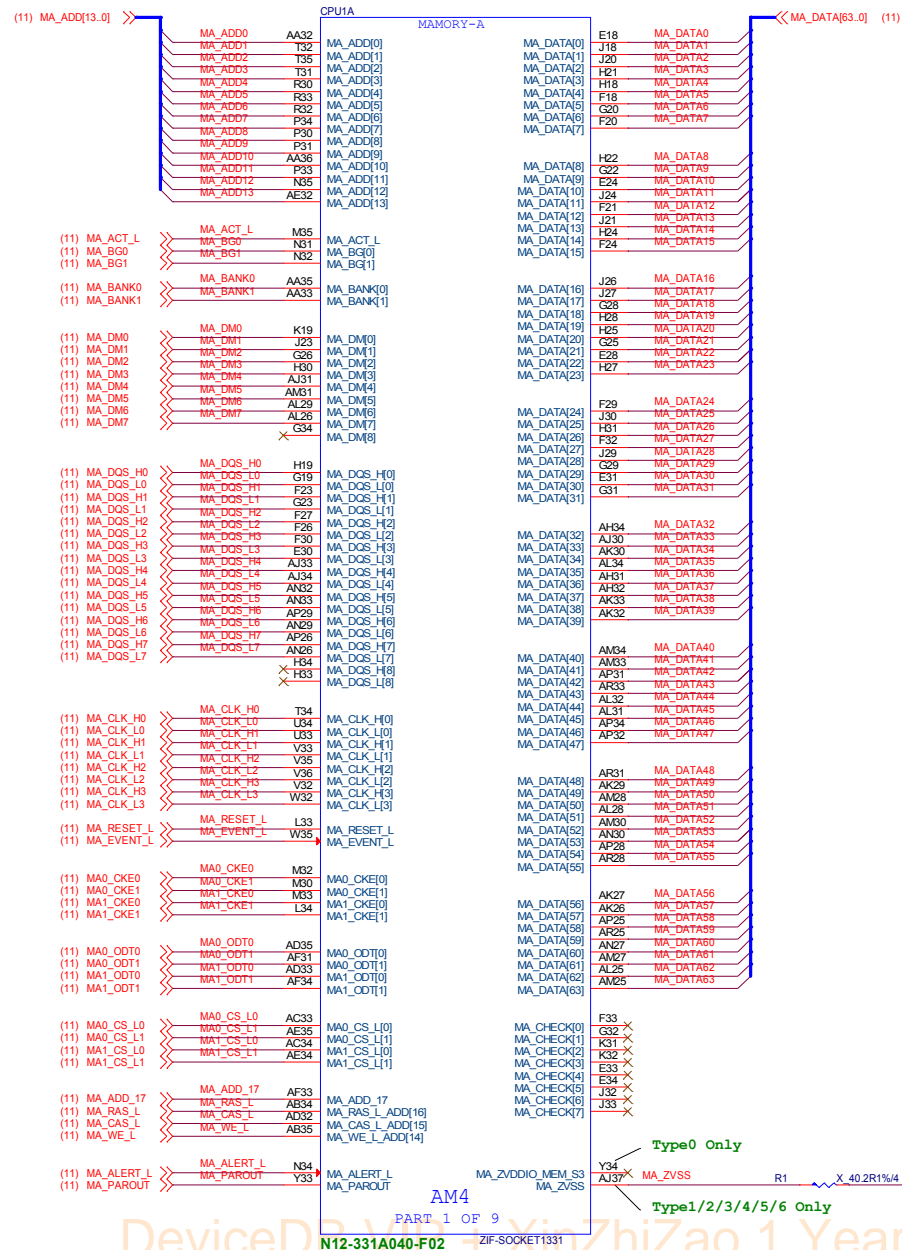 CPU1A
MAMORY-A
(11) MA_ADD[13..0]
MA_ADD0 AA32 MA_ADD[0]
MA_ADD1 T32 MA_ADD[1]
MA_ADD2 T35 MA_ADD[2]
MA_ADD3 T31 MA_ADD[3]
MA_ADD4 R30 MA_ADD[4]
MA_ADD5 R33 MA_ADD[5]
MA_ADD6 R32 MA_ADD[6]
MA_ADD7 P34 MA_ADD[7]
MA_ADD8 P30 MA_ADD[8]
MA_ADD9 P31 MA_ADD[9]
MA_ADD10 AA36 MA_ADD[10]
MA_ADD11 P33 MA_ADD[11]
MA_ADD12 N35 MA_ADD[12]
MA_ADD13 AE32 MA_ADD[13]
(11) MA_ACT_L MA_ACT_L M35 MA_ACT_L
(11) MA_BG0 MA_BG0 N31 MA_BG[0]
(11) MA_BG1 MA_BG1 N32 MA_BG[1]
(11) MA_BANK0 MA_BANK0 AA35 MA_BANK[0]
(11) MA_BANK1 MA_BANK1 AA33 MA_BANK[1]
(11) MA_DM0 MA_DM0 K19 MA_DM[0]
(11) MA_DM1 MA_DM1 J23 MA_DM[1]
(11) MA_DM2 MA_DM2 G26 MA_DM[2]
(11) MA_DM3 MA_DM3 H30 MA_DM[3]
(11) MA_DM4 MA_DM4 AJ31 MA_DM[4]
(11) MA_DM5 MA_DM5 AM31 MA_DM[5]
(11) MA_DM6 MA_DM6 AL29 MA_DM[6]
(11) MA_DM7 MA_DM7 AL26 MA_DM[7]
G34 MA_DM[8]
(11) MA_DQS_H0 MA_DQS_H0 H19 MA_DQS_H[0]
(11) MA_DQS_L0 MA_DQS_L0 G19 MA_DQS_L[0]
(11) MA_DQS_H1 MA_DQS_H1 F23 MA_DQS_H[1]
(11) MA_DQS_L1 MA_DQS_L1 G23 MA_DQS_L[1]
(11) MA_DQS_H2 MA_DQS_H2 F27 MA_DQS_H[2]
(11) MA_DQS_L2 MA_DQS_L2 F26 MA_DQS_L[2]
(11) MA_DQS_H3 MA_DQS_H3 F30 MA_DQS_H[3]
(11) MA_DQS_L3 MA_DQS_L3 E30 MA_DQS_L[3]
(11) MA_DQS_H4 MA_DQS_H4 AJ33 MA_DQS_H[4]
(11) MA_DQS_L4 MA_DQS_L4 AJ34 MA_DQS_L[4]
(11) MA_DQS_H5 MA_DQS_H5 AN32 MA_DQS_H[5]
(11) MA_DQS_L5 MA_DQS_L5 AN33 MA_DQS_L[5]
(11) MA_DQS_H6 MA_DQS_H6 AP29 MA_DQS_H[6]
(11) MA_DQS_L6 MA_DQS_L6 AN29 MA_DQS_L[6]
(11) MA_DQS_H7 MA_DQS_H7 AP26 MA_DQS_H[7]
(11) MA_DQS_L7 MA_DQS_L7 AN26 MA_DQS_L[7]
H34 MA_DQS_H[8]
H33 MA_DQS_L[8]
(11) MA_CLK_H0 MA_CLK_H0 T34 MA_CLK_H[0]
(11) MA_CLK_L0 MA_CLK_L0 U34 MA_CLK_L[0]
(11) MA_CLK_H1 MA_CLK_H1 U33 MA_CLK_H[1]
(11) MA_CLK_L1 MA_CLK_L1 V33 MA_CLK_L[1]
(11) MA_CLK_H2 MA_CLK_H2 V35 MA_CLK_H[2]
(11) MA_CLK_L2 MA_CLK_L2 V36 MA_CLK_L[2]
(11) MA_CLK_H3 MA_CLK_H3 V32 MA_CLK_H[3]
(11) MA_CLK_L3 MA_CLK_L3 W32 MA_CLK_L[3]
(11) MA_RESET_L MA_RESET_L L33 MA_RESET_L
(11) MA_EVENT_L MA_EVENT_L W35 MA_EVENT_L
(11) MA0_CKE0 MA0_CKE0 M32 MA0_CKE[0]
(11) MA0_CKE1 MA0_CKE1 M30 MA0_CKE[1]
(11) MA1_CKE0 MA1_CKE0 M33 MA1_CKE[0]
(11) MA1_CKE1 MA1_CKE1 L34 MA1_CKE[1]
(11) MA0_ODT0 MA0_ODT0 AD35 MA0_ODT[0]
(11) MA0_ODT1 MA0_ODT1 AF31 MA0_ODT[1]
(11) MA1_ODT0 MA1_ODT0 AD33 MA1_ODT[0]
(11) MA1_ODT1 MA1_ODT1 AF34 MA1_ODT[1]
(11) MA0_CS_L0 MA0_CS_L0 AC33 MA0_CS_L[0]
(11) MA0_CS_L1 MA0_CS_L1 AE35 MA0_CS_L[1]
(11) MA1_CS_L0 MA1_CS_L0 AC34 MA1_CS_L[0]
(11) MA1_CS_L1 MA1_CS_L1 AE34 MA1_CS_L[1]
(11) MA_ADD_17 MA_ADD_17 AF33 MA_ADD_17
(11) MA_RAS_L MA_RAS_L AB34 MA_RAS_L_ADD[16]
(11) MA_CAS_L MA_CAS_L AD32 MA_CAS_L_ADD[15]
(11) MA_WE_L MA_WE_L AB35 MA_WE_L_ADD[14]
(11) MA_ALERT_L MA_ALERT_L N34 MA_ALERT_L
(11) MA_PAROUT MA_PAROUT Y33 MA_PAROUT
MA_DATA[63..0] (11)
MA_DATA[0] E18 MA_DATA0
MA_DATA[1] J18 MA_DATA1
MA_DATA[2] J20 MA_DATA2
MA_DATA[3] H21 MA_DATA3
MA_DATA[4] H18 MA_DATA4
MA_DATA[5] F18 MA_DATA5
MA_DATA[6] G20 MA_DATA6
MA_DATA[7] F20 MA_DATA7
MA_DATA[8] H22 MA_DATA8
MA_DATA[9] G22 MA_DATA9
MA_DATA[10] E24 MA_DATA10
MA_DATA[11] J24 MA_DATA11
MA_DATA[12] F21 MA_DATA12
MA_DATA[13] J21 MA_DATA13
MA_DATA[14] H24 MA_DATA14
MA_DATA[15] F24 MA_DATA15
MA_DATA[16] J26 MA_DATA16
MA_DATA[17] J27 MA_DATA17
MA_DATA[18] G28 MA_DATA18
MA_DATA[19] H28 MA_DATA19
MA_DATA[20] H25 MA_DATA20
MA_DATA[21] G25 MA_DATA21
MA_DATA[22] E28 MA_DATA22
MA_DATA[23] H27 MA_DATA23
MA_DATA[24] F29 MA_DATA24
MA_DATA[25] J30 MA_DATA25
MA_DATA[26] H31 MA_DATA26
MA_DATA[27] F32 MA_DATA27
MA_DATA[28] J29 MA_DATA28
MA_DATA[29] G29 MA_DATA29
MA_DATA[30] E31 MA_DATA30
MA_DATA[31] G31 MA_DATA31
MA_DATA[32] AH34 MA_DATA32
MA_DATA[33] AJ30 MA_DATA33
MA_DATA[34] AK30 MA_DATA34
MA_DATA[35] AL34 MA_DATA35
MA_DATA[36] AH31 MA_DATA36
MA_DATA[37] AH32 MA_DATA37
MA_DATA[38] AK33 MA_DATA38
MA_DATA[39] AK32 MA_DATA39
MA_DATA[40] AM34 MA_DATA40
MA_DATA[41] AM33 MA_DATA41
MA_DATA[42] AP31 MA_DATA42
MA_DATA[43] AR33 MA_DATA43
MA_DATA[44] AL32 MA_DATA44
MA_DATA[45] AL31 MA_DATA45
MA_DATA[46] AP34 MA_DATA46
MA_DATA[47] AP32 MA_DATA47
MA_DATA[48] AR31 MA_DATA48
MA_DATA[49] AK29 MA_DATA49
MA_DATA[50] AM28 MA_DATA50
MA_DATA[51] AL28 MA_DATA51
MA_DATA[52] AM30 MA_DATA52
MA_DATA[53] AN30 MA_DATA53
MA_DATA[54] AP28 MA_DATA54
MA_DATA[55] AR28 MA_DATA55
MA_DATA[56] AK27 MA_DATA56
MA_DATA[57] AK26 MA_DATA57
MA_DATA[58] AP25 MA_DATA58
MA_DATA[59] AR25 MA_DATA59
MA_DATA[60] AN27 MA_DATA60
MA_DATA[61] AM27 MA_DATA61
MA_DATA[62] AL25 MA_DATA62
MA_DATA[63] AM25 MA_DATA63
MA_CHECK[0] F33
MA_CHECK[1] G32
MA_CHECK[2] K31
MA_CHECK[3] K32
MA_CHECK[4] E33
MA_CHECK[5] E34
MA_CHECK[6] J32
MA_CHECK[7] J33
Type0 Only
MA_ZVDDIO_MEM_S3 Y34
MA_ZVSS AJ37 MA_ZVSS R1 X_40.2R1%/4
Type1/2/3/4/5/6 Only
AM4
PART 1 OF 9
N12-331A040-F02 ZIF-SOCKET1331